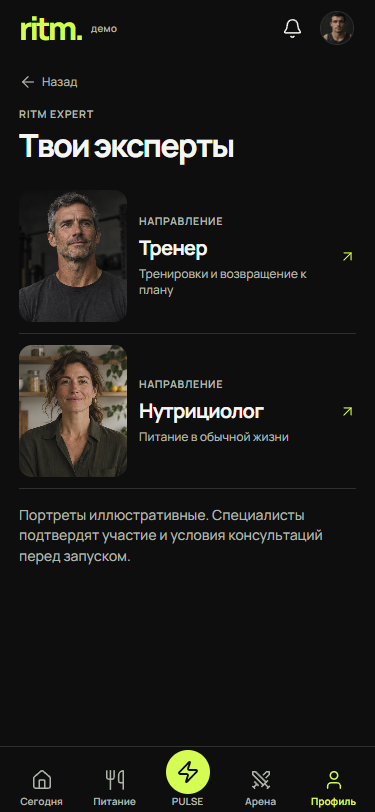 ritm. демо
Назад
RITM EXPERT
Твои эксперты
НАПРАВЛЕНИЕ
Тренер
Тренировки и возвращение к
плану
НАПРАВЛЕНИЕ
Нутрициолог
Питание в обычной жизни
Портреты иллюстративные. Специалисты
подтвердят участие и условия консультаций
перед запуском.
Сегодня Питание PULSE Арена Профиль